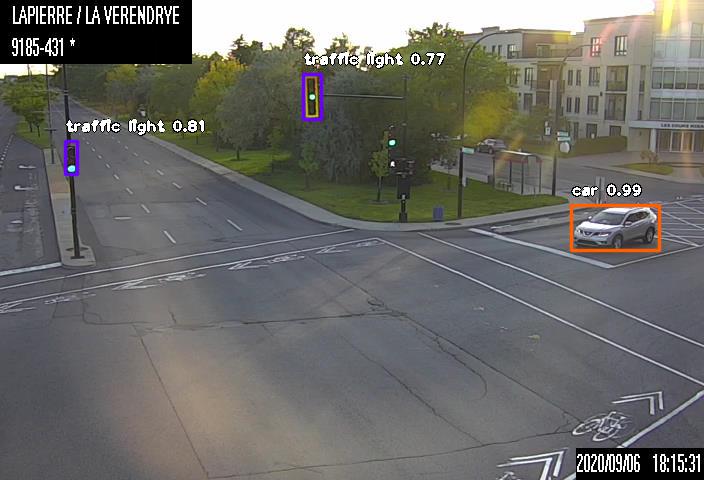 LAPIERRE / LA VERENDRYE
9185-431 *
traffic light 0.77
traffic light 0.81
car 0.99
2020/09/06 18:15:31